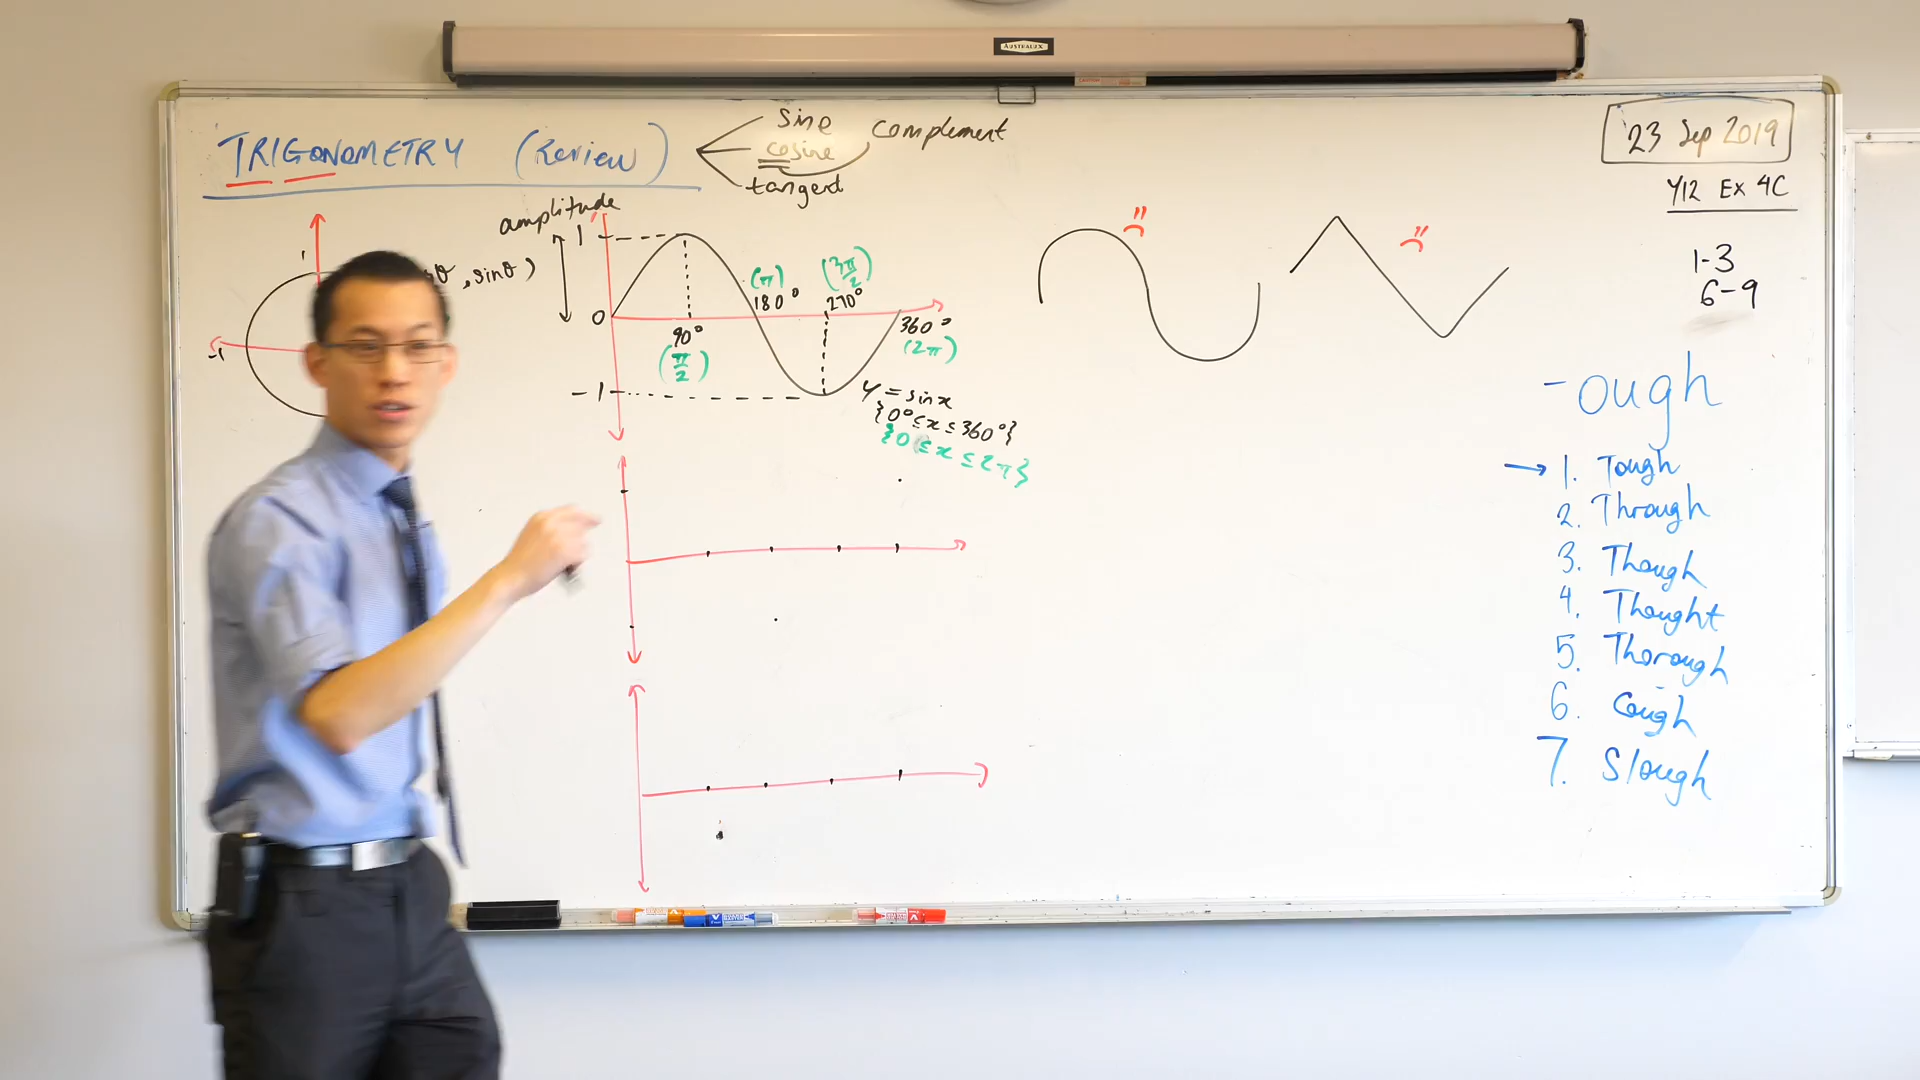 AUSTRALEX
TRIGONOMETRY (Review)
sine
cosine
tangent
complement
23 Sep 2019
Y12 Ex 4C
1-3
6-9
amplitude
1
0
-1
, sinθ)
-1
90°
(π/2)
(π)
180°
(3π/2)
270°
360°
(2π)
y = sin x
{0° ≤ x ≤ 360°}
{0 ≤ x ≤ 2π}
-ough
→ 1. Tough
2. Through
3. Though
4. Thought
5. Thorough
6. Cough
7. Slough